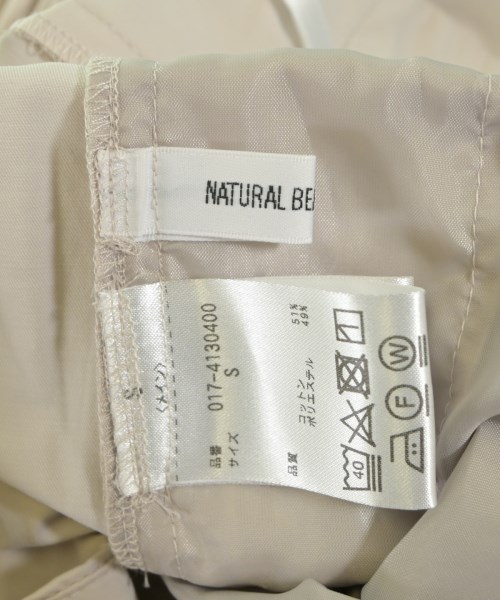 NATURAL BE
S
(メイン)
品番 017-4130400
サイズ S
品質 コットン 51%
ポリエステル 49%
40
F
W